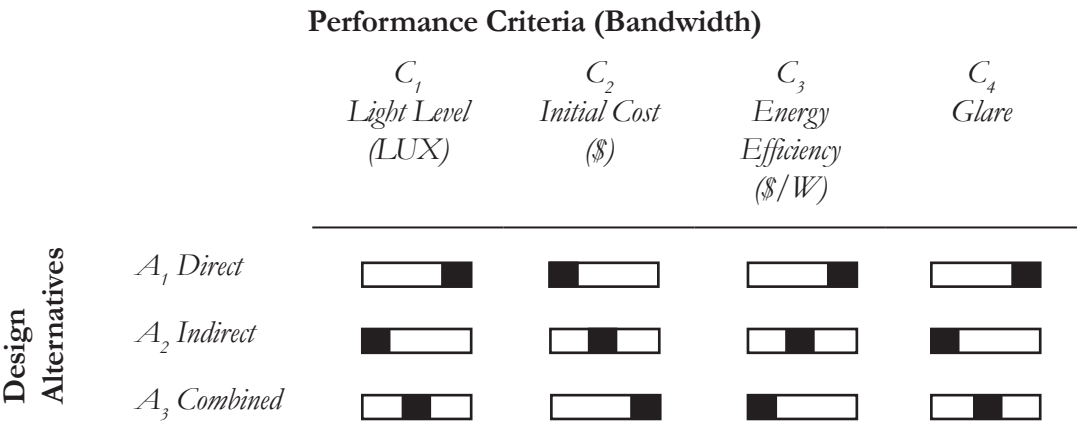 Performance Criteria (Bandwidth)
C1 C2 C3 C4
Light Level Initial Cost Energy Glare
(LUX) ($) Efficiency
($/W)
Design
Alternatives
A1 Direct
A2 Indirect
A3 Combined